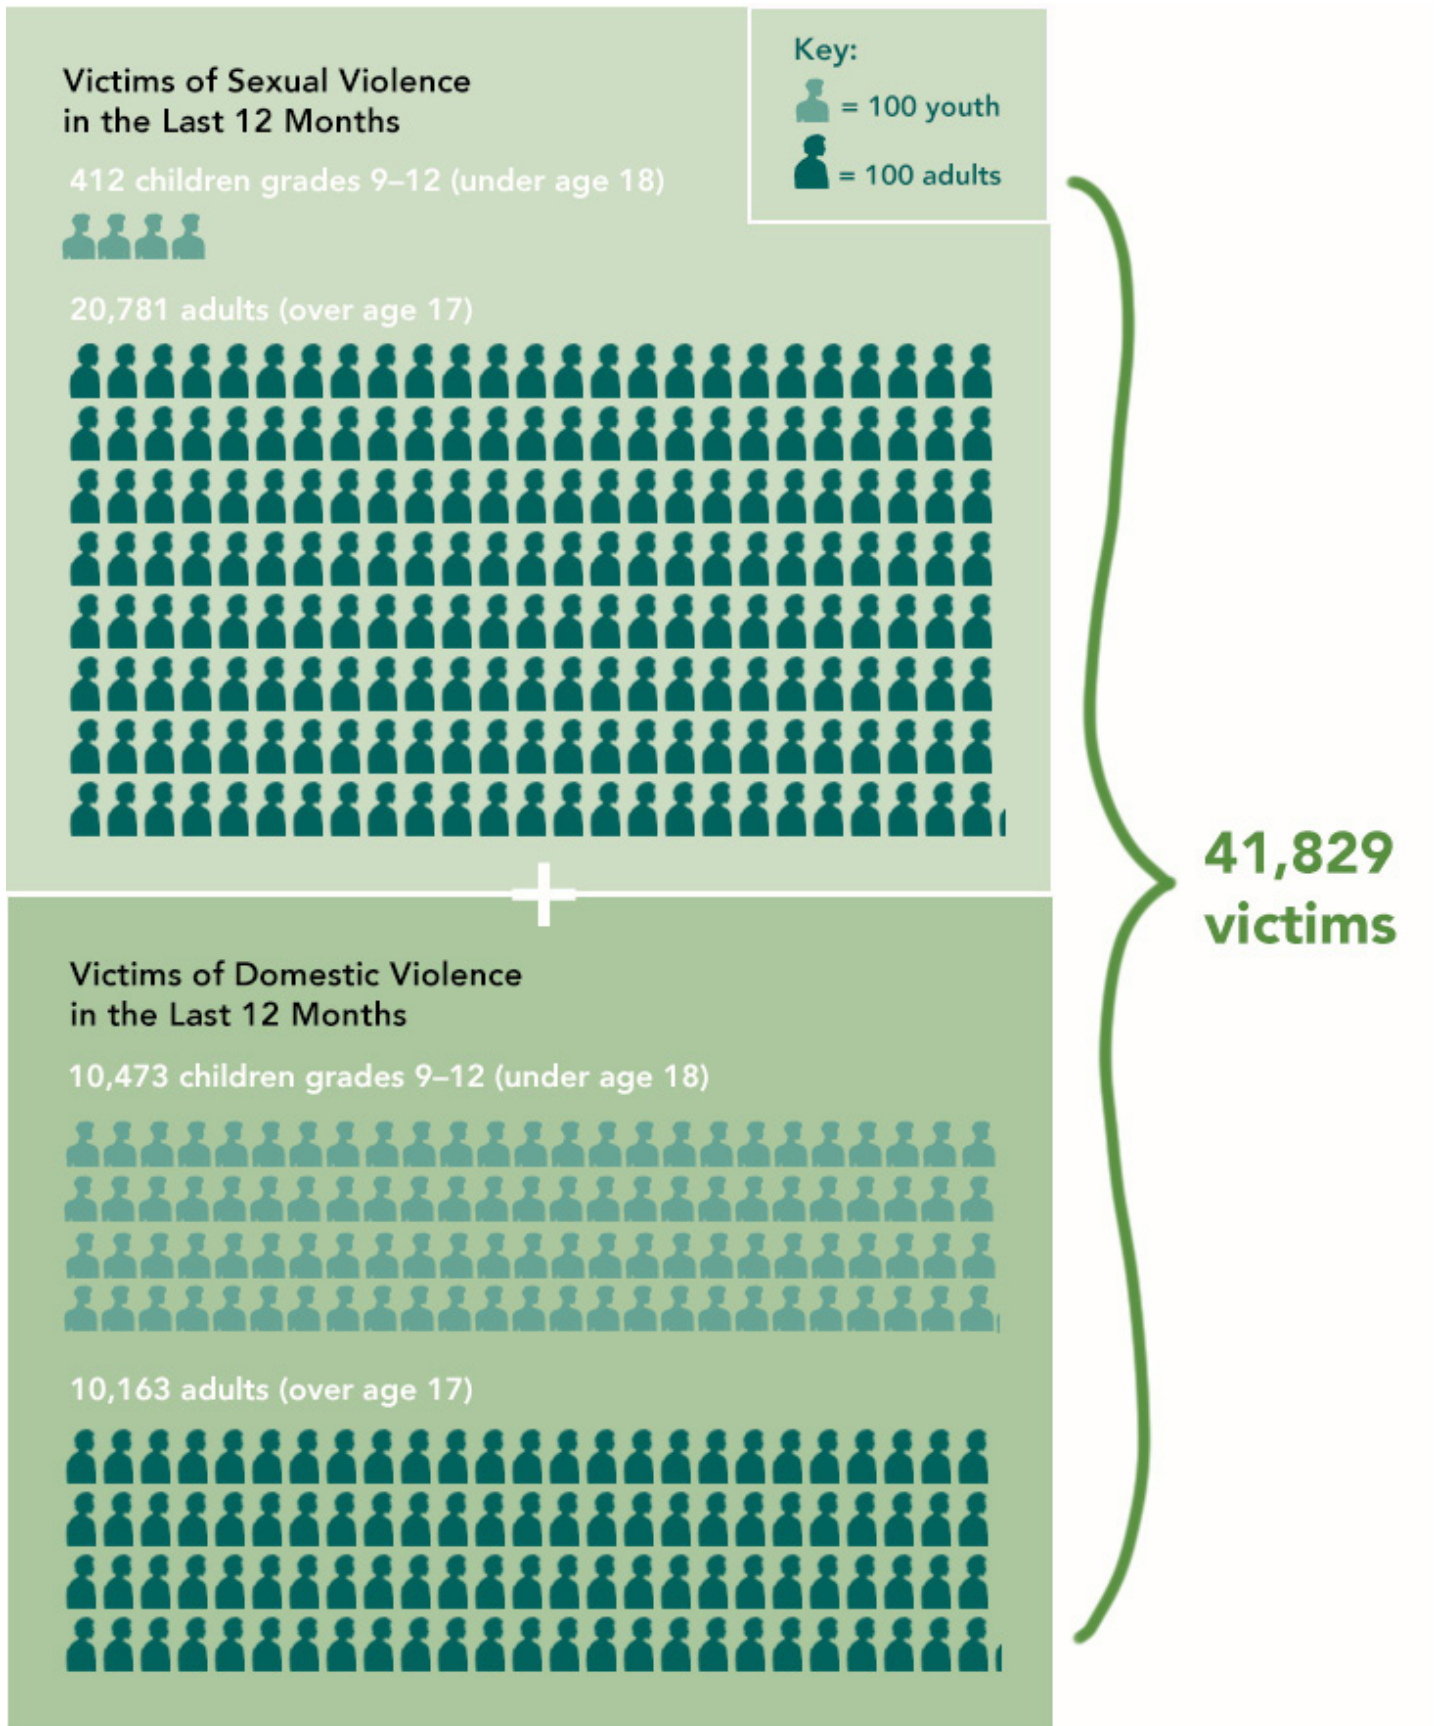 Victims of Sexual Violence
in the Last 12 Months
412 children grades 9–12 (under age 18)
Key:
= 100 youth
= 100 adults
20,781 adults (over age 17)
41,829
victims
Victims of Domestic Violence
in the Last 12 Months
10,473 children grades 9–12 (under age 18)
10,163 adults (over age 17)